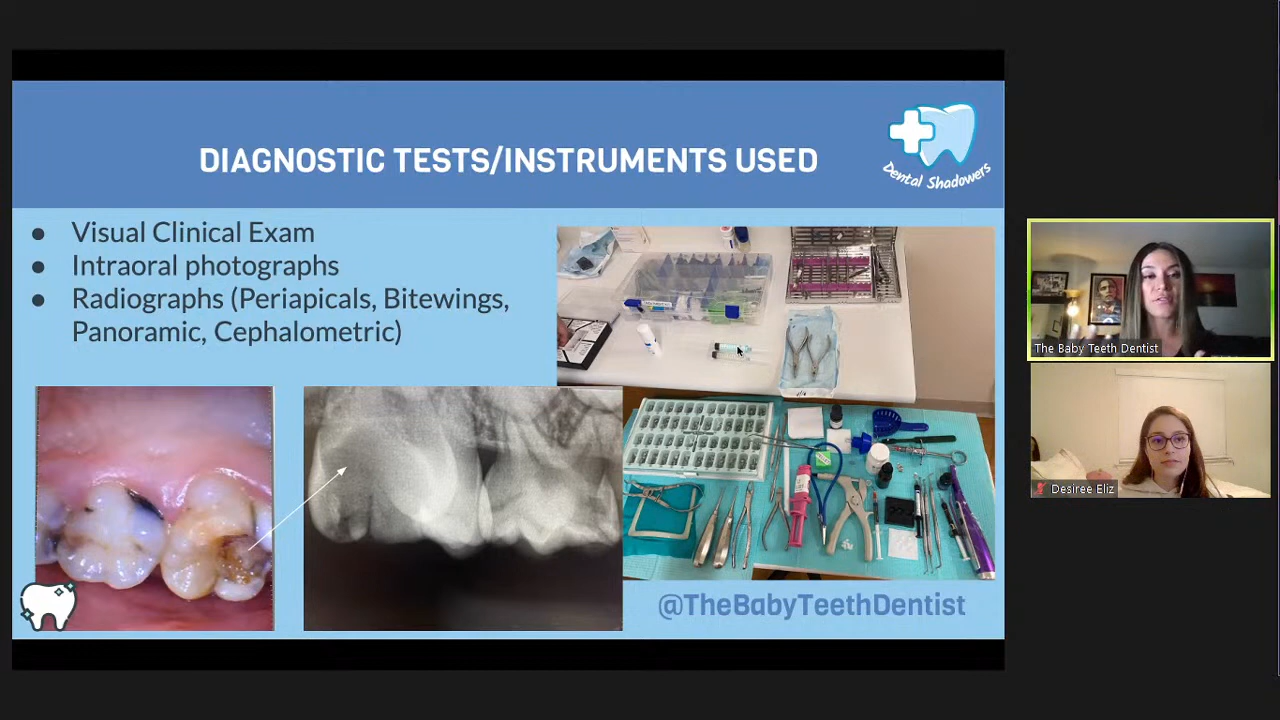 DIAGNOSTIC TESTS/INSTRUMENTS USED
Dental Shadowers
● Visual Clinical Exam
● Intraoral photographs
● Radiographs (Periapicals, Bitewings,
Panoramic, Cephalometric)
@TheBabyTeethDentist
The Baby Teeth Dentist
Desiree Eliz